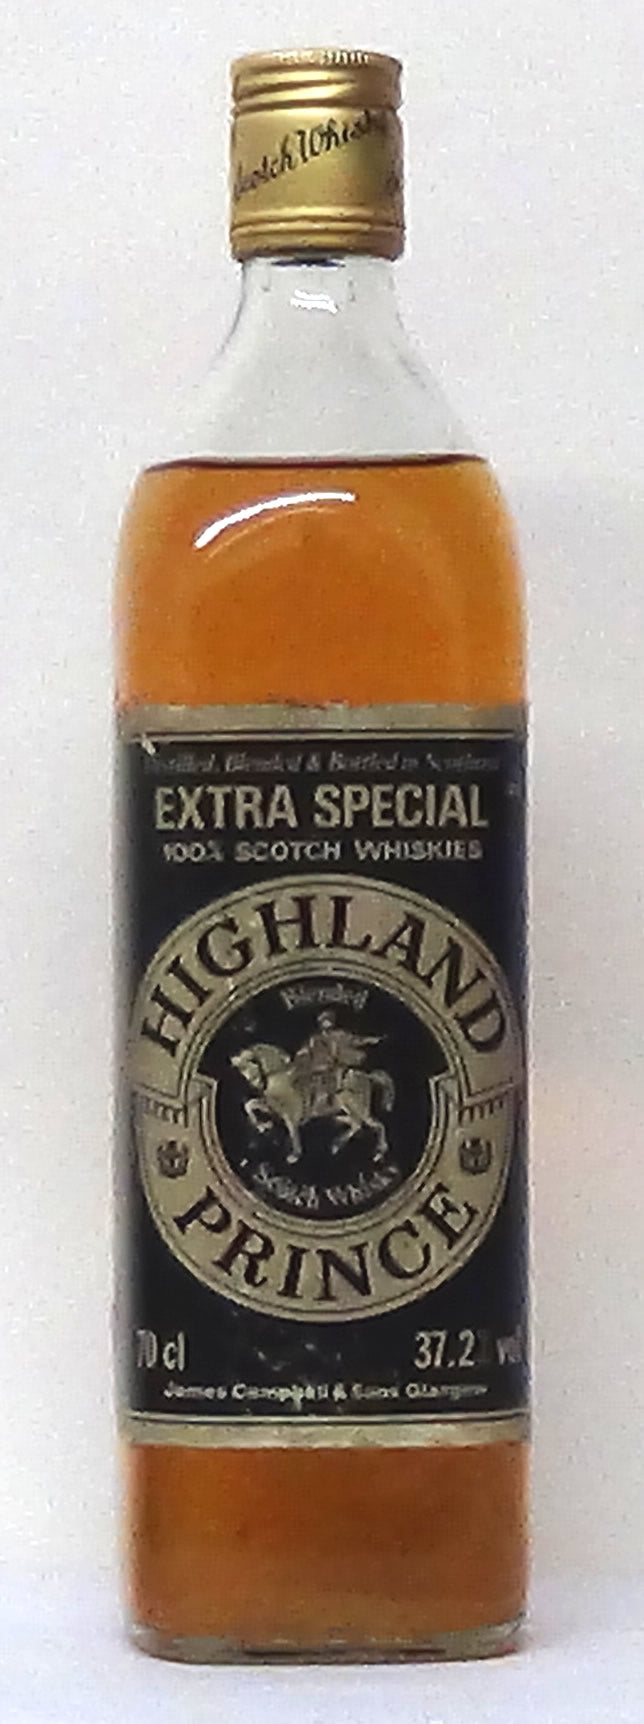 Scotch Whisky
Distilled, Blended & Bottled in Scotland
EXTRA SPECIAL
100% SCOTCH WHISKIES
HIGHLAND
Blended
Scotch Whisky
PRINCE
70 cl
37.2 vol
James Campbell & Sons Glasgow